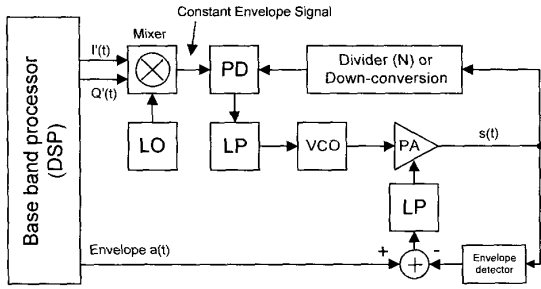 Constant Envelope Signal
Mixer
I'(t)
Q'(t)
PD
Divider (N) or
Down-conversion
LO
LP
VCO
PA
s(t)
LP
Base band processor
(DSP)
Envelope a(t)
+
+
-
Envelope
detector